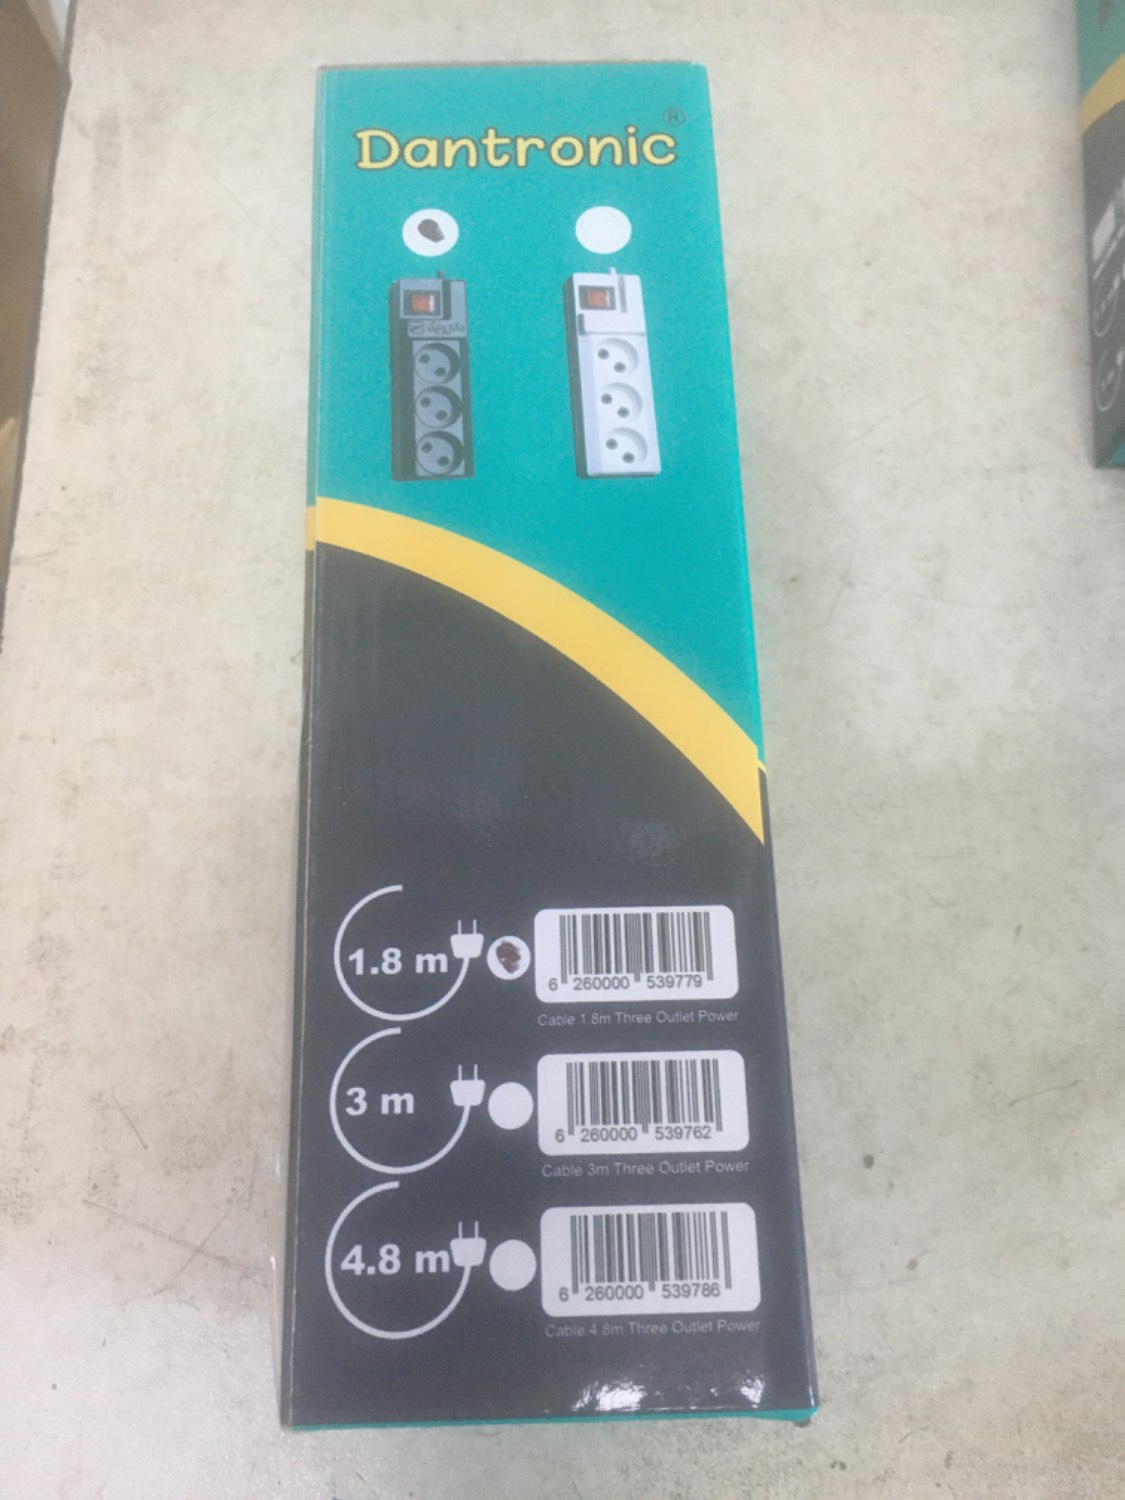 Dantronic ®
دنترونیک
1.8 m
6 260000 539779
Cable 1.8m Three Outlet Power
3 m
6 260000 539762
Cable 3m Three Outlet Power
4.8 m
6 260000 539786
Cable 4.8m Three Outlet Power